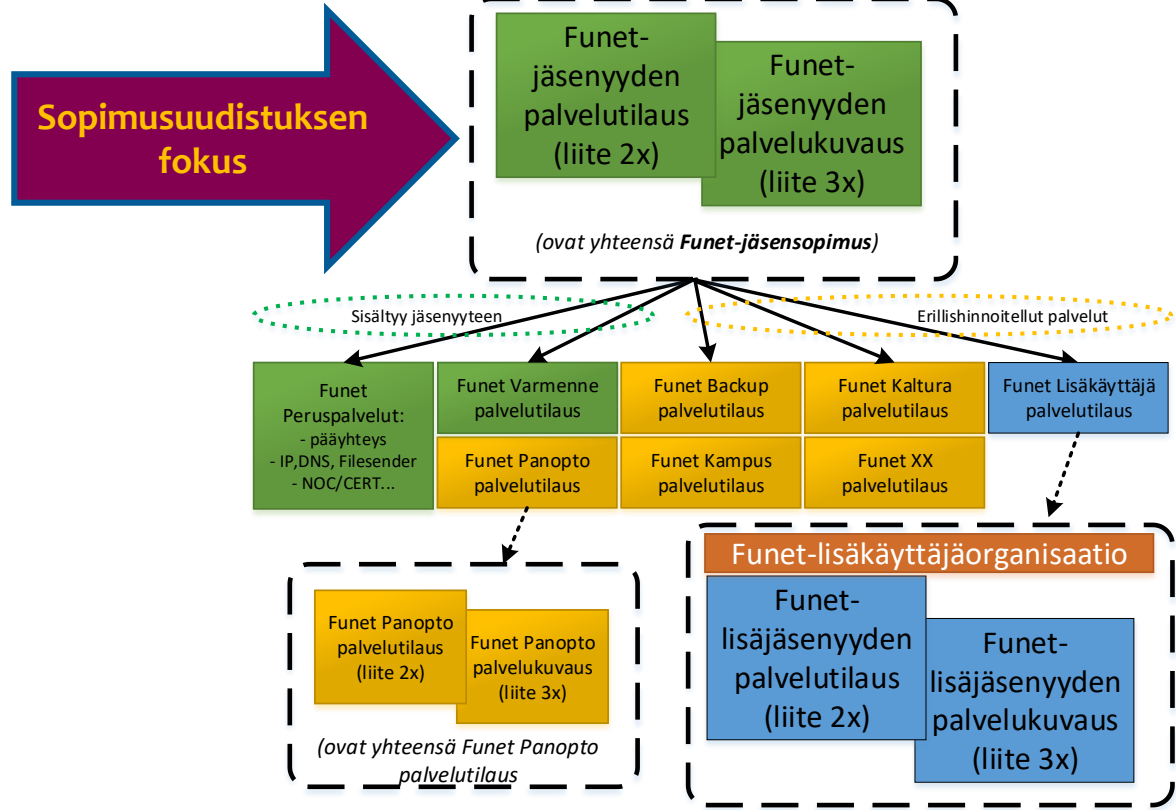 Sopimusuudistuksen
fokus
Funet-
jäsenyyden
palvelutilaus
(liite 2x)
Funet-
jäsenyyden
palvelukuvaus
(liite 3x)
(ovat yhteensä Funet-jäsensopimus)
Sisältyy jäsenyyteen
Erillishinnoitellut palvelut
Funet
Peruspalvelut:
- pääyhteys
- IP,DNS, Filesender
- NOC/CERT...
Funet Varmenne
palvelutilaus
Funet Backup
palvelutilaus
Funet Kaltura
palvelutilaus
Funet Lisäkäyttäjä
palvelutilaus
Funet Panopto
palvelutilaus
Funet Kampus
palvelutilaus
Funet XX
palvelutilaus
Funet Panopto
palvelutilaus
(liite 2x)
Funet Panopto
palvelukuvaus
(liite 3x)
(ovat yhteensä Funet Panopto
palvelutilaus
Funet-lisäkäyttäjäorganisaatio
Funet-
lisäjäsenyyden
palvelutilaus
(liite 2x)
Funet-
lisäjäsenyyden
palvelukuvaus
(liite 3x)